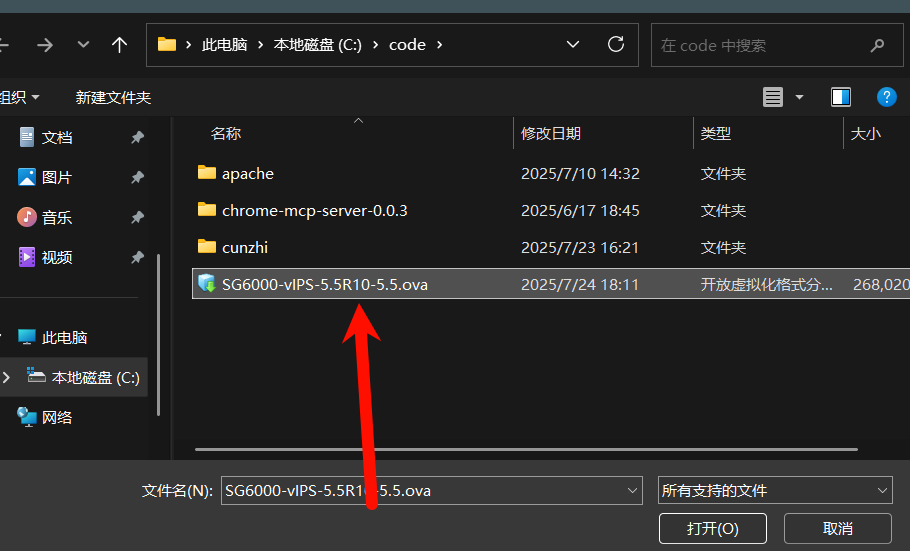 此电脑 本地磁盘 (C:) code
在 code 中搜索
组织 新建文件夹
名称 修改日期 类型 大小
文档
图片
音乐
视频
此电脑
本地磁盘 (C:)
网络
apache 2025/7/10 14:32 文件夹
chrome-mcp-server-0.0.3 2025/6/17 18:45 文件夹
cunzhi 2025/7/23 16:21 文件夹
SG6000-vIPS-5.5R10-5.5.ova 2025/7/24 18:11 开放虚拟化格式分... 268,020
文件名(N): SG6000-vIPS-5.5R10-5.5.ova 所有支持的文件
打开(O) 取消